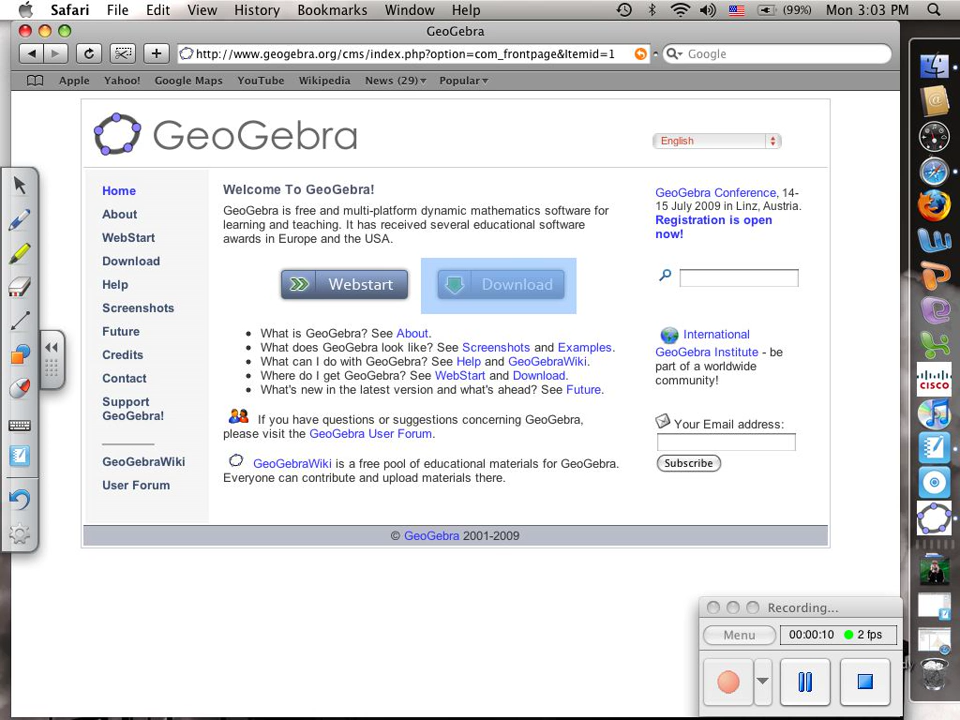 Safari File Edit View History Bookmarks Window Help (99%) Mon 3:03 PM
GeoGebra
http://www.geogebra.org/cms/index.php?option=com_frontpage&Itemid=1 Google
Apple Yahoo! Google Maps YouTube Wikipedia News (29) Popular
GeoGebra
English
Home
About
WebStart
Download
Help
Screenshots
Future
Credits
Contact
Support
GeoGebra!
GeoGebraWiki
User Forum
Welcome To GeoGebra!
GeoGebra is free and multi-platform dynamic mathematics software for
learning and teaching. It has received several educational software
awards in Europe and the USA.
Webstart Download
What is GeoGebra? See About.
What does GeoGebra look like? See Screenshots and Examples.
What can I do with GeoGebra? See Help and GeoGebraWiki.
Where do I get GeoGebra? See WebStart and Download.
What's new in the latest version and what's ahead? See Future.
If you have questions or suggestions concerning GeoGebra,
please visit the GeoGebra User Forum.
GeoGebraWiki is a free pool of educational materials for GeoGebra.
Everyone can contribute and upload materials there.
GeoGebra Conference, 14-
15 July 2009 in Linz, Austria.
Registration is open
now!
International
GeoGebra Institute - be
part of a worldwide
community!
Your Email address:
Subscribe
© GeoGebra 2001-2009
CISCO
Recording...
Menu 00:00:10 2 fps